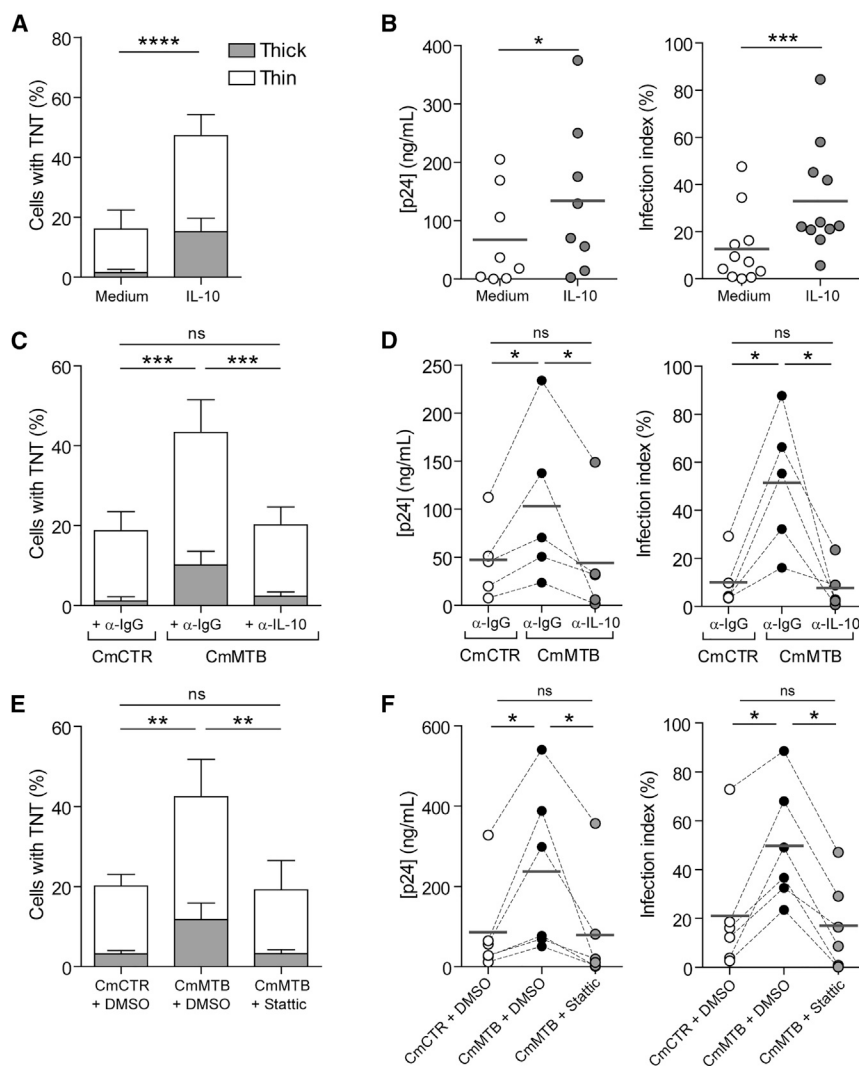 A
Cells with TNT (%)
80
60
40
20
0
****
Thick
Thin
Medium
IL-10
B
[p24] (ng/mL)
400
300
200
100
0
*
Medium
IL-10
Infection index (%)
100
80
60
40
20
0
***
Medium
IL-10
C
Cells with TNT (%)
60
40
20
0
ns
***
***
+ α-IgG
+ α-IgG
+ α-IL-10
CmCTR
CmMTB
D
[p24] (ng/mL)
250
200
150
100
50
0
ns
*
*
α-IgG
α-IgG
α-IL-10
CmCTR
CmMTB
Infection index (%)
100
80
60
40
20
0
ns
*
*
α-IgG
α-IgG
α-IL-10
CmCTR
CmMTB
E
Cells with TNT (%)
60
40
20
0
ns
**
**
CmCTR
+ DMSO
CmMTB
+ DMSO
CmMTB
+ Stattic
F
[p24] (ng/mL)
600
400
200
0
ns
*
*
CmCTR + DMSO
CmMTB + DMSO
CmMTB + Stattic
Infection index (%)
100
80
60
40
20
0
ns
*
*
CmCTR + DMSO
CmMTB + DMSO
CmMTB + Stattic